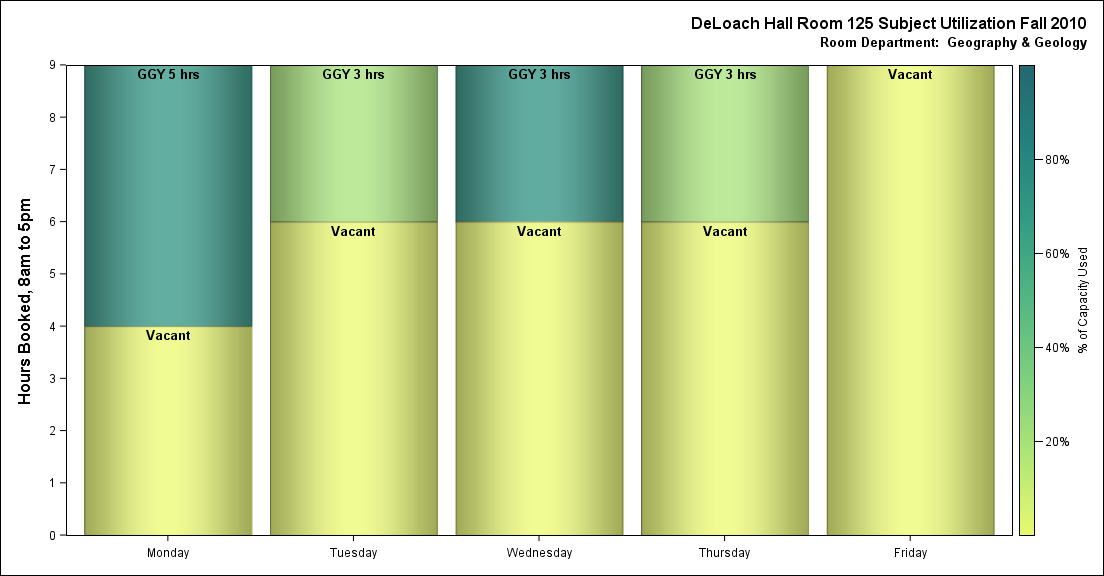 DeLoach Hall Room 125 Subject Utilization Fall 2010
Room Department:  Geography & Geology
Hours Booked, 8am to 5pm
9
8
7
6
5
4
3
2
1
0
GGY 5 hrs
Vacant
GGY 3 hrs
Vacant
GGY 3 hrs
Vacant
GGY 3 hrs
Vacant
Vacant
Monday
Tuesday
Wednesday
Thursday
Friday
80%
60%
40%
20%
% of Capacity Used